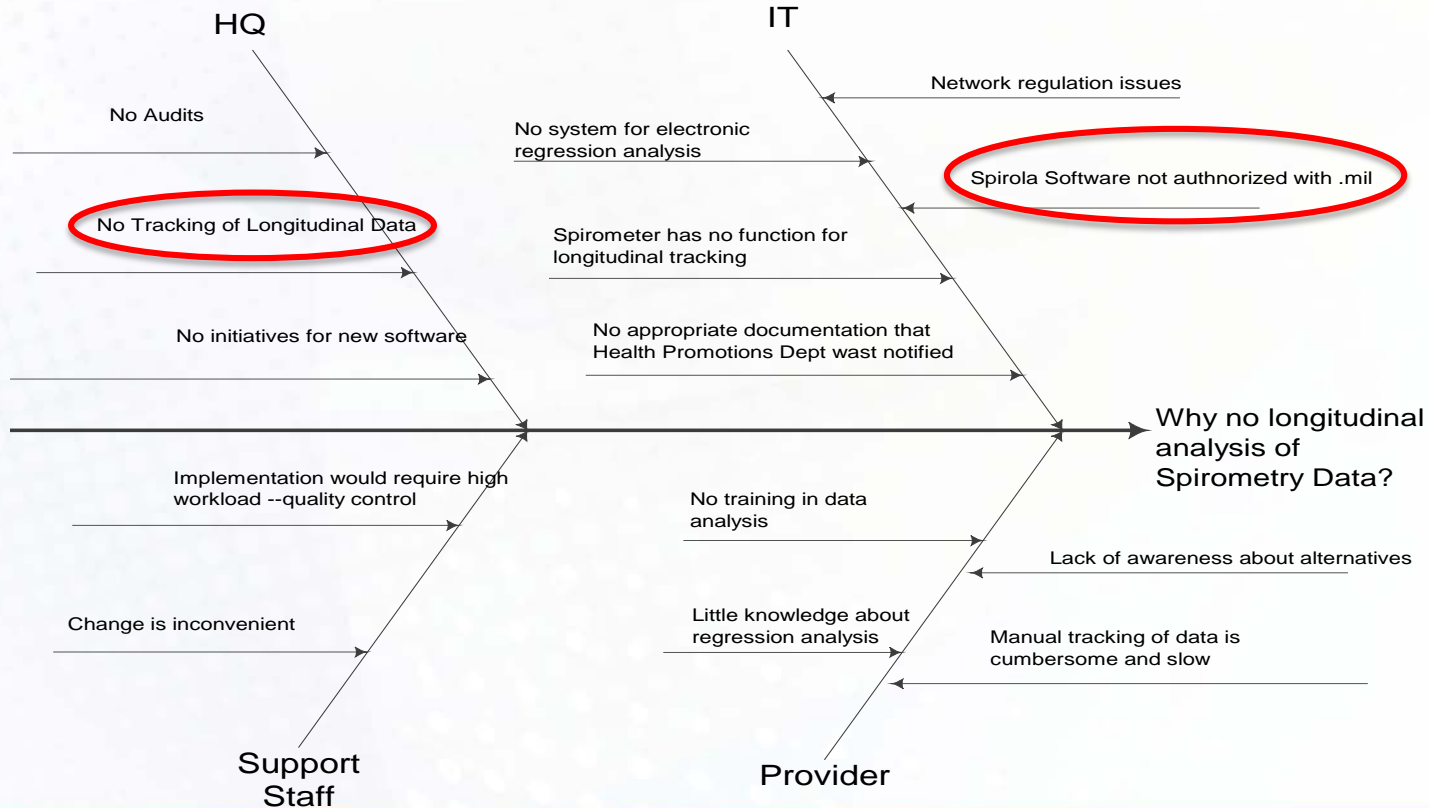 HQ
IT
No Audits
No Tracking of Longitudinal Data
No initiatives for new software
Network regulation issues
No system for electronic
regression analysis
Spirola Software not authnorized with .mil
Spirometer has no function for
longitudinal tracking
No appropriate documentation that
Health Promotions Dept wast notified
Why no longitudinal
analysis of
Spirometry Data?
Implementation would require high
workload --quality control
Change is inconvenient
No training in data
analysis
Lack of awareness about alternatives
Little knowledge about
regression analysis
Manual tracking of data is
cumbersome and slow
Support
Staff
Provider